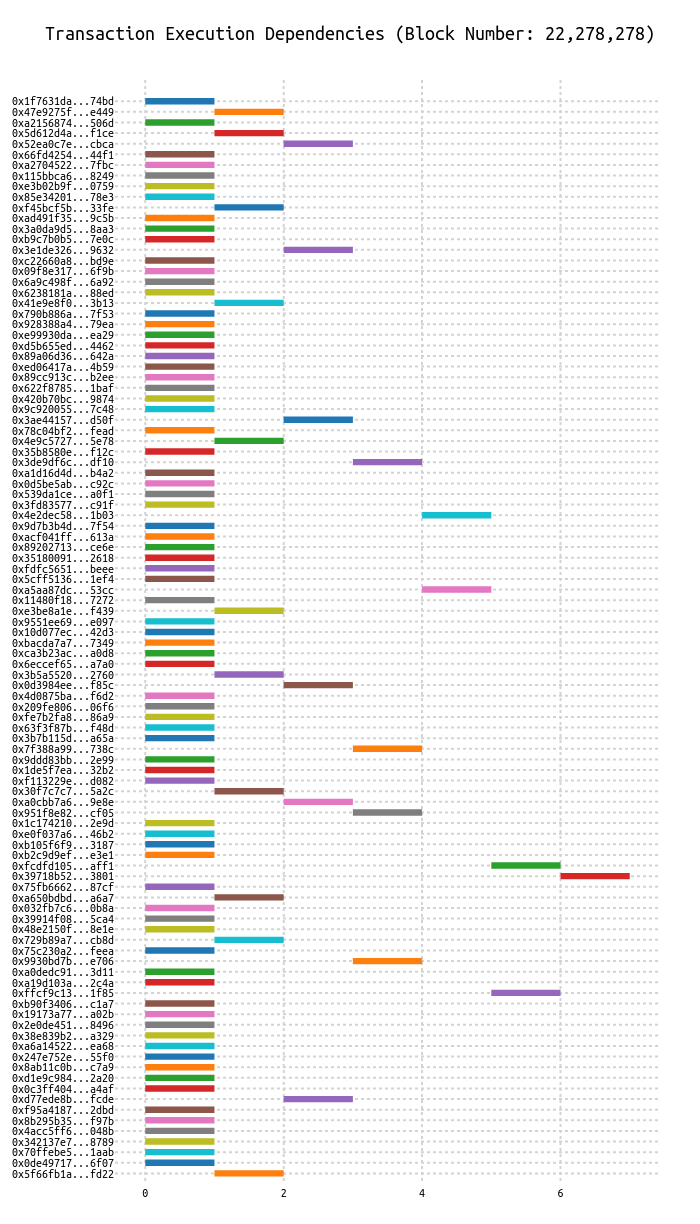 Transaction Execution Dependencies (Block Number: 22,278,278)
0x1f7631da...74bd
0x47e9275f...e449
0xa2156874...506d
0x5d612d4a...f1ce
0x52ea0c7e...cbca
0x66fd4254...44f1
0xa2704522...7fbc
0x115bbca6...8249
0xe3b02b9f...0759
0x85e34201...78e3
0xf45bcf5b...33fe
0xad491f35...9c5b
0x3a0da9d5...8aa3
0xb9c7b0b5...7e0c
0x3e1de326...9632
0xc22660a8...bd9e
0x09f8e317...6f9b
0x6a9c498f...6a92
0x6238181a...88ed
0x41e9e8f0...3b13
0x790b886a...7f53
0x928388a4...79ea
0xe99930da...ea29
0xd5b655ed...4462
0x89a06d36...642a
0xed06417a...4b59
0x89cc913c...b2ee
0x622f8785...1baf
0x420b70bc...9874
0x9c920055...7c48
0x3ae44157...d50f
0x78c04bf2...fead
0x4e9c5727...5e78
0x35b8580e...f12c
0x3de9df6c...df10
0xa1d16d4d...b4a2
0x0d5be5ab...c92c
0x539da1ce...a0f1
0x3fd83577...c91f
0x4e2dec58...1b03
0x9d7b3b4d...7f54
0xacf041ff...613a
0x89202713...ce6e
0x35180091...2618
0xfdfc5651...beee
0x5cff5136...1ef4
0xa5aa87dc...53cc
0x11480f18...7272
0xe3be8a1e...f439
0x9551ee69...e097
0x10d077ec...42d3
0xbacda7a7...7349
0xca3b23ac...a0d8
0x6eccef65...a7a0
0x3b5a5520...2760
0x0d3984ee...f85c
0x4d0875ba...f6d2
0x209fe806...06f6
0xfe7b2fa8...86a9
0x63f3f87b...f48d
0x3b7b115d...a65a
0x7f388a99...738c
0x9ddd83bb...2e99
0x1de5f7ea...32b2
0xf113229e...d082
0x30f7c7c7...5a2c
0xa0cbb7a6...9e8e
0x951f8e82...cf05
0x1c174210...2e9d
0xe0f037a6...46b2
0xb105f6f9...3187
0xb2c9d9ef...e3e1
0xfcdfd105...aff1
0x39718b52...3801
0x75fb6662...87cf
0xa650bdbd...a6a7
0x032fb7c6...0b8a
0x39914f08...5ca4
0x48e2150f...8e1e
0x729b89a7...cb8d
0x75c230a2...feea
0x9930bd7b...e706
0xa0dedc91...3d11
0xa19d103a...2c4a
0xffcf9c13...1f85
0xb90f3406...c1a7
0x19173a77...a02b
0x2e0de451...8496
0x38e839b2...a329
0xa6a14522...ea68
0x247e752e...55f0
0x8ab11c0b...c7a9
0xd1e9c984...2a20
0x0c3ff404...a4af
0xd77ede8b...fcde
0xf95a4187...2dbd
0x8b295b35...f97b
0x4acc5ff6...048b
0x342137e7...8789
0x70ffebe5...1aab
0x0de49717...6f07
0x5f66fb1a...fd22
0 2 4 6